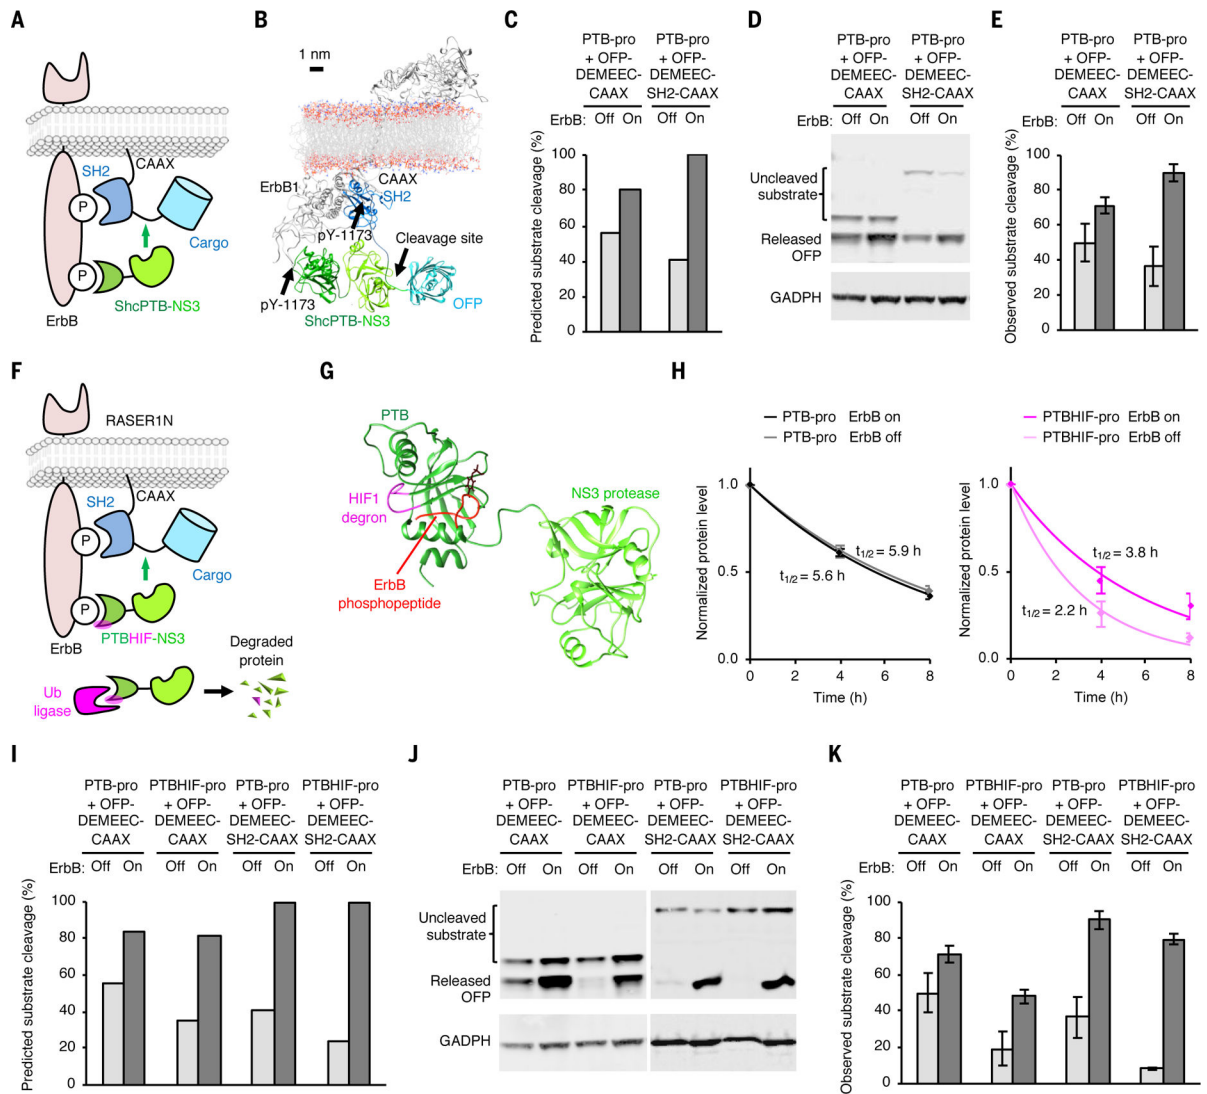 A
SH2
CAAX
P
P
Cargo
ShcPTB-NS3
ErbB
B
1 nm
ErbB1
CAAX
SH2
pY-1173
Cleavage site
pY-1173
OFP
ShcPTB-NS3
C
PTB-pro
+ OFP-
DEMEEC-
CAAX
PTB-pro
+ OFP-
DEMEEC-
SH2-CAAX
ErbB: Off On Off On
Predicted substrate cleavage (%)
100
80
60
40
20
0
D
PTB-pro
+ OFP-
DEMEEC-
CAAX
PTB-pro
+ OFP-
DEMEEC-
SH2-CAAX
ErbB: Off On Off On
Uncleaved
substrate
Released
OFP
GADPH
E
PTB-pro
+ OFP-
DEMEEC-
CAAX
PTB-pro
+ OFP-
DEMEEC-
SH2-CAAX
ErbB: Off On Off On
Observed substrate cleavage (%)
100
80
60
40
20
0
F
RASER1N
SH2
CAAX
P
P
Cargo
PTBHIF-NS3
ErbB
Degraded
protein
Ub
ligase
G
PTB
HIF1
degron
NS3 protease
ErbB
phosphopeptide
H
PTB-pro ErbB on
PTB-pro ErbB off
Normalized protein level
1.0
0.5
0.0
t1/2 = 5.9 h
t1/2 = 5.6 h
0 2 4 6 8
Time (h)
PTBHIF-pro ErbB on
PTBHIF-pro ErbB off
Normalized protein level
1.0
0.5
0.0
t1/2 = 3.8 h
t1/2 = 2.2 h
0 2 4 6 8
Time (h)
I
PTB-pro
+ OFP-
DEMEEC-
CAAX
PTBHIF-pro
+ OFP-
DEMEEC-
CAAX
PTB-pro
+ OFP-
DEMEEC-
SH2-CAAX
PTBHIF-pro
+ OFP-
DEMEEC-
SH2-CAAX
ErbB: Off On Off On Off On Off On
Predicted substrate cleavage (%)
100
80
60
40
20
0
J
PTB-pro
+ OFP-
DEMEEC-
CAAX
PTBHIF-pro
+ OFP-
DEMEEC-
CAAX
PTB-pro
+ OFP-
DEMEEC-
SH2-CAAX
PTBHIF-pro
+ OFP-
DEMEEC-
SH2-CAAX
ErbB: Off On Off On Off On Off On
Uncleaved
substrate
Released
OFP
GADPH
K
PTB-pro
+ OFP-
DEMEEC-
CAAX
PTBHIF-pro
+ OFP-
DEMEEC-
CAAX
PTB-pro
+ OFP-
DEMEEC-
SH2-CAAX
PTBHIF-pro
+ OFP-
DEMEEC-
SH2-CAAX
ErbB: Off On Off On Off On Off On
Observed substrate cleavage (%)
100
80
60
40
20
0